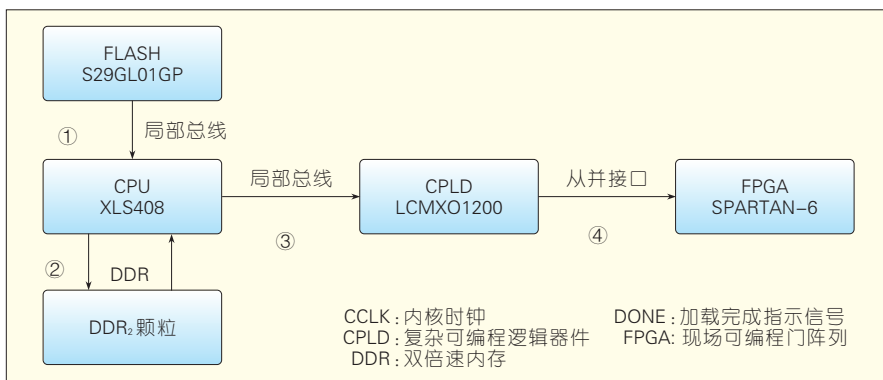 FLASH
S29GL01GP
① 局部总线
CPU
XLS408
局部总线
③
CPLD
LCMXO1200
从并接口
④
FPGA
SPARTAN-6
② DDR
DDR₂颗粒
CCLK:内核时钟
CPLD:复杂可编程逻辑器件
DDR:双倍速内存
DONE:加载完成指示信号
FPGA:现场可编程门阵列